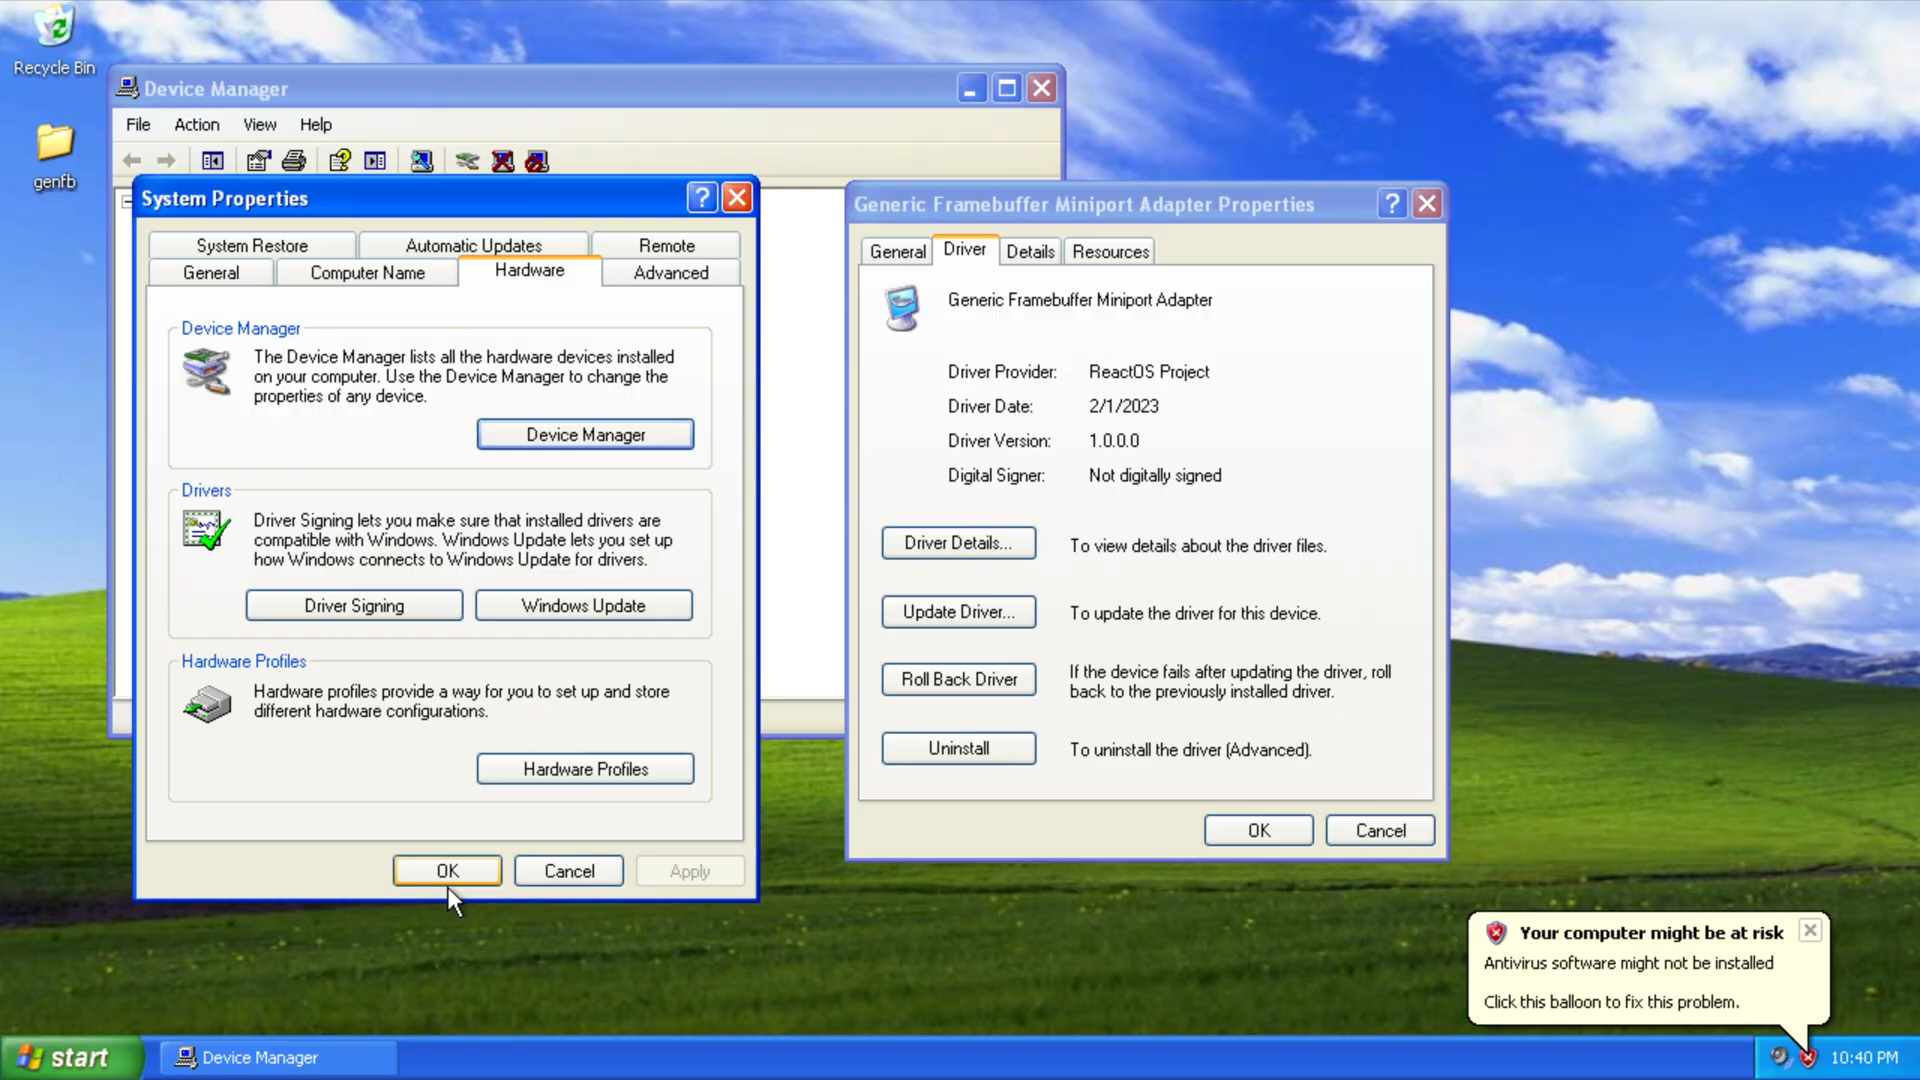 Recycle Bin
genfb
Device Manager
File Action View Help
System Properties
System Restore Automatic Updates Remote
General Computer Name Hardware Advanced
Device Manager
The Device Manager lists all the hardware devices installed
on your computer. Use the Device Manager to change the
properties of any device.
Device Manager
Drivers
Driver Signing lets you make sure that installed drivers are
compatible with Windows. Windows Update lets you set up
how Windows connects to Windows Update for drivers.
Driver Signing Windows Update
Hardware Profiles
Hardware profiles provide a way for you to set up and store
different hardware configurations.
Hardware Profiles
OK Cancel Apply
Generic Framebuffer Miniport Adapter Properties
General Driver Details Resources
Generic Framebuffer Miniport Adapter
Driver Provider: ReactOS Project
Driver Date: 2/1/2023
Driver Version: 1.0.0.0
Digital Signer: Not digitally signed
Driver Details... To view details about the driver files.
Update Driver... To update the driver for this device.
Roll Back Driver If the device fails after updating the driver, roll
back to the previously installed driver.
Uninstall To uninstall the driver (Advanced).
OK Cancel
Your computer might be at risk
Antivirus software might not be installed
Click this balloon to fix this problem.
start Device Manager 10:40 PM